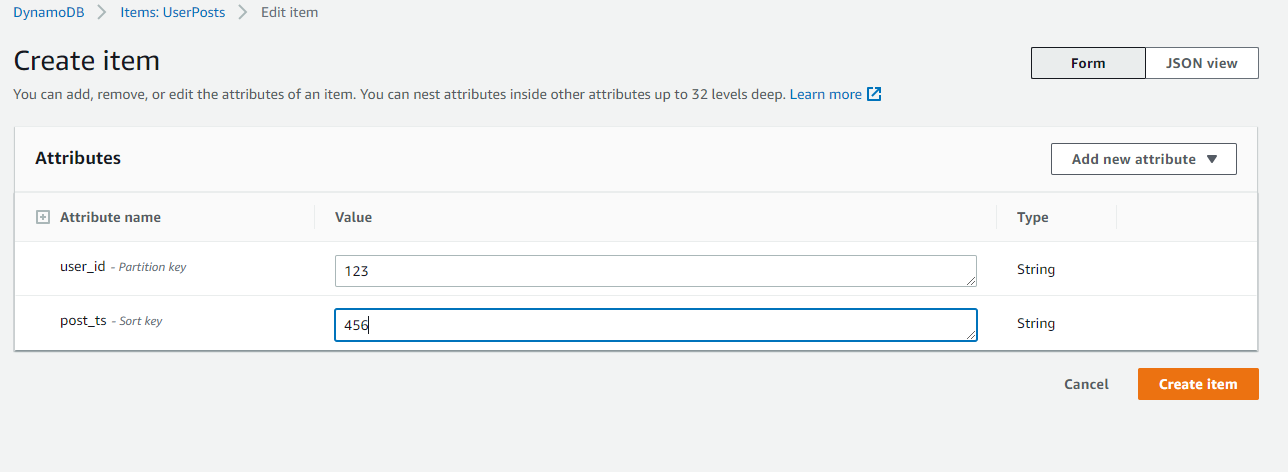 DynamoDB > Items: UserPosts > Edit item
Create item
Form JSON view
You can add, remove, or edit the attributes of an item. You can nest attributes inside other attributes up to 32 levels deep. Learn more
Attributes
Add new attribute ▼
Attribute name Value Type
user_id - Partition key 123 String
post_ts - Sort key 456 String
Cancel Create item